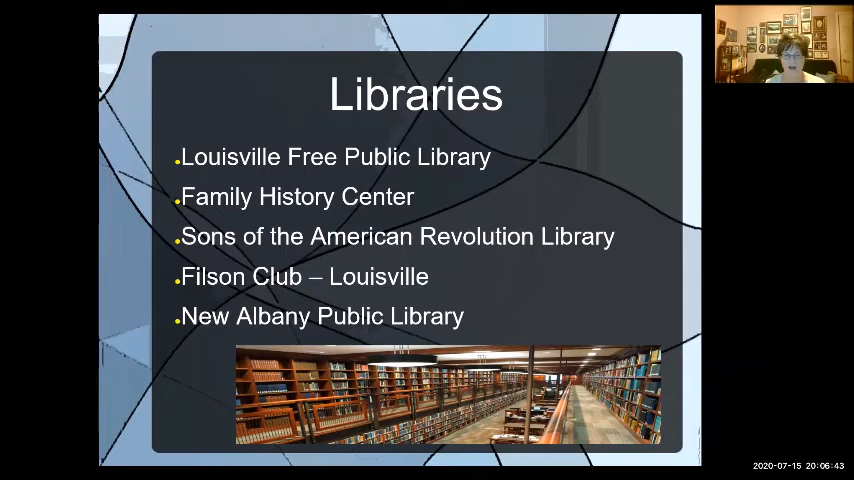 Libraries
Louisville Free Public Library
Family History Center
Sons of the American Revolution Library
Filson Club – Louisville
New Albany Public Library
2020-07-15 20:06:43